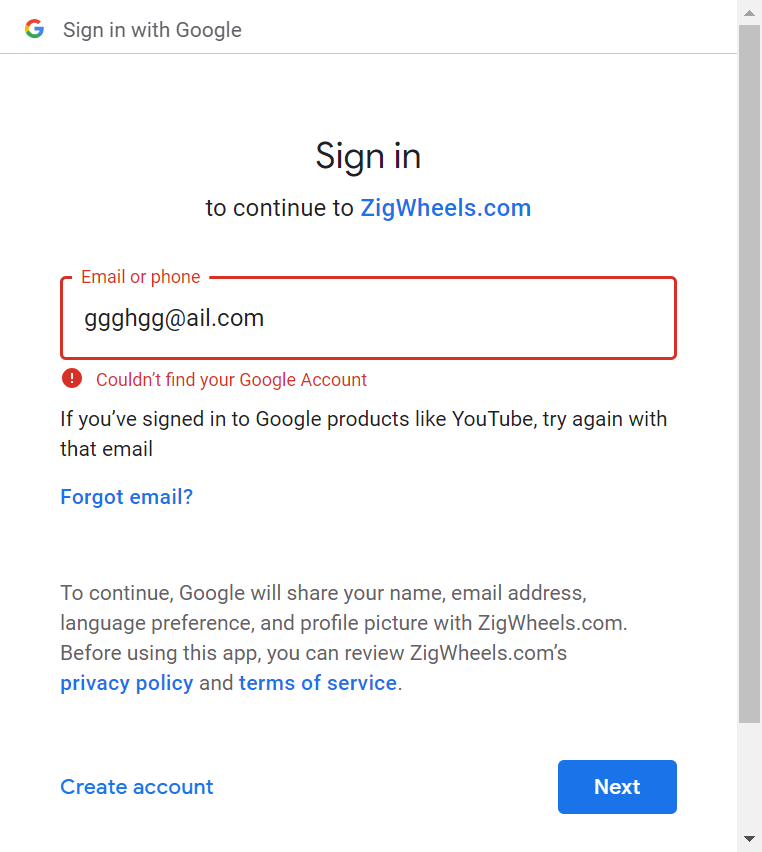 Sign in with Google
Sign in
to continue to ZigWheels.com
Email or phone
ggghgg@ail.com
Couldn’t find your Google Account
If you’ve signed in to Google products like YouTube, try again with
that email
Forgot email?
To continue, Google will share your name, email address,
language preference, and profile picture with ZigWheels.com.
Before using this app, you can review ZigWheels.com’s
privacy policy and terms of service.
Create account
Next